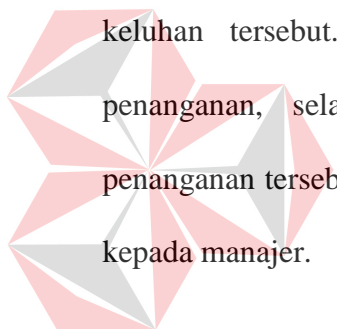 keluhan tersebut.
penanganan, sela
penanganan terseb
kepada manajer.